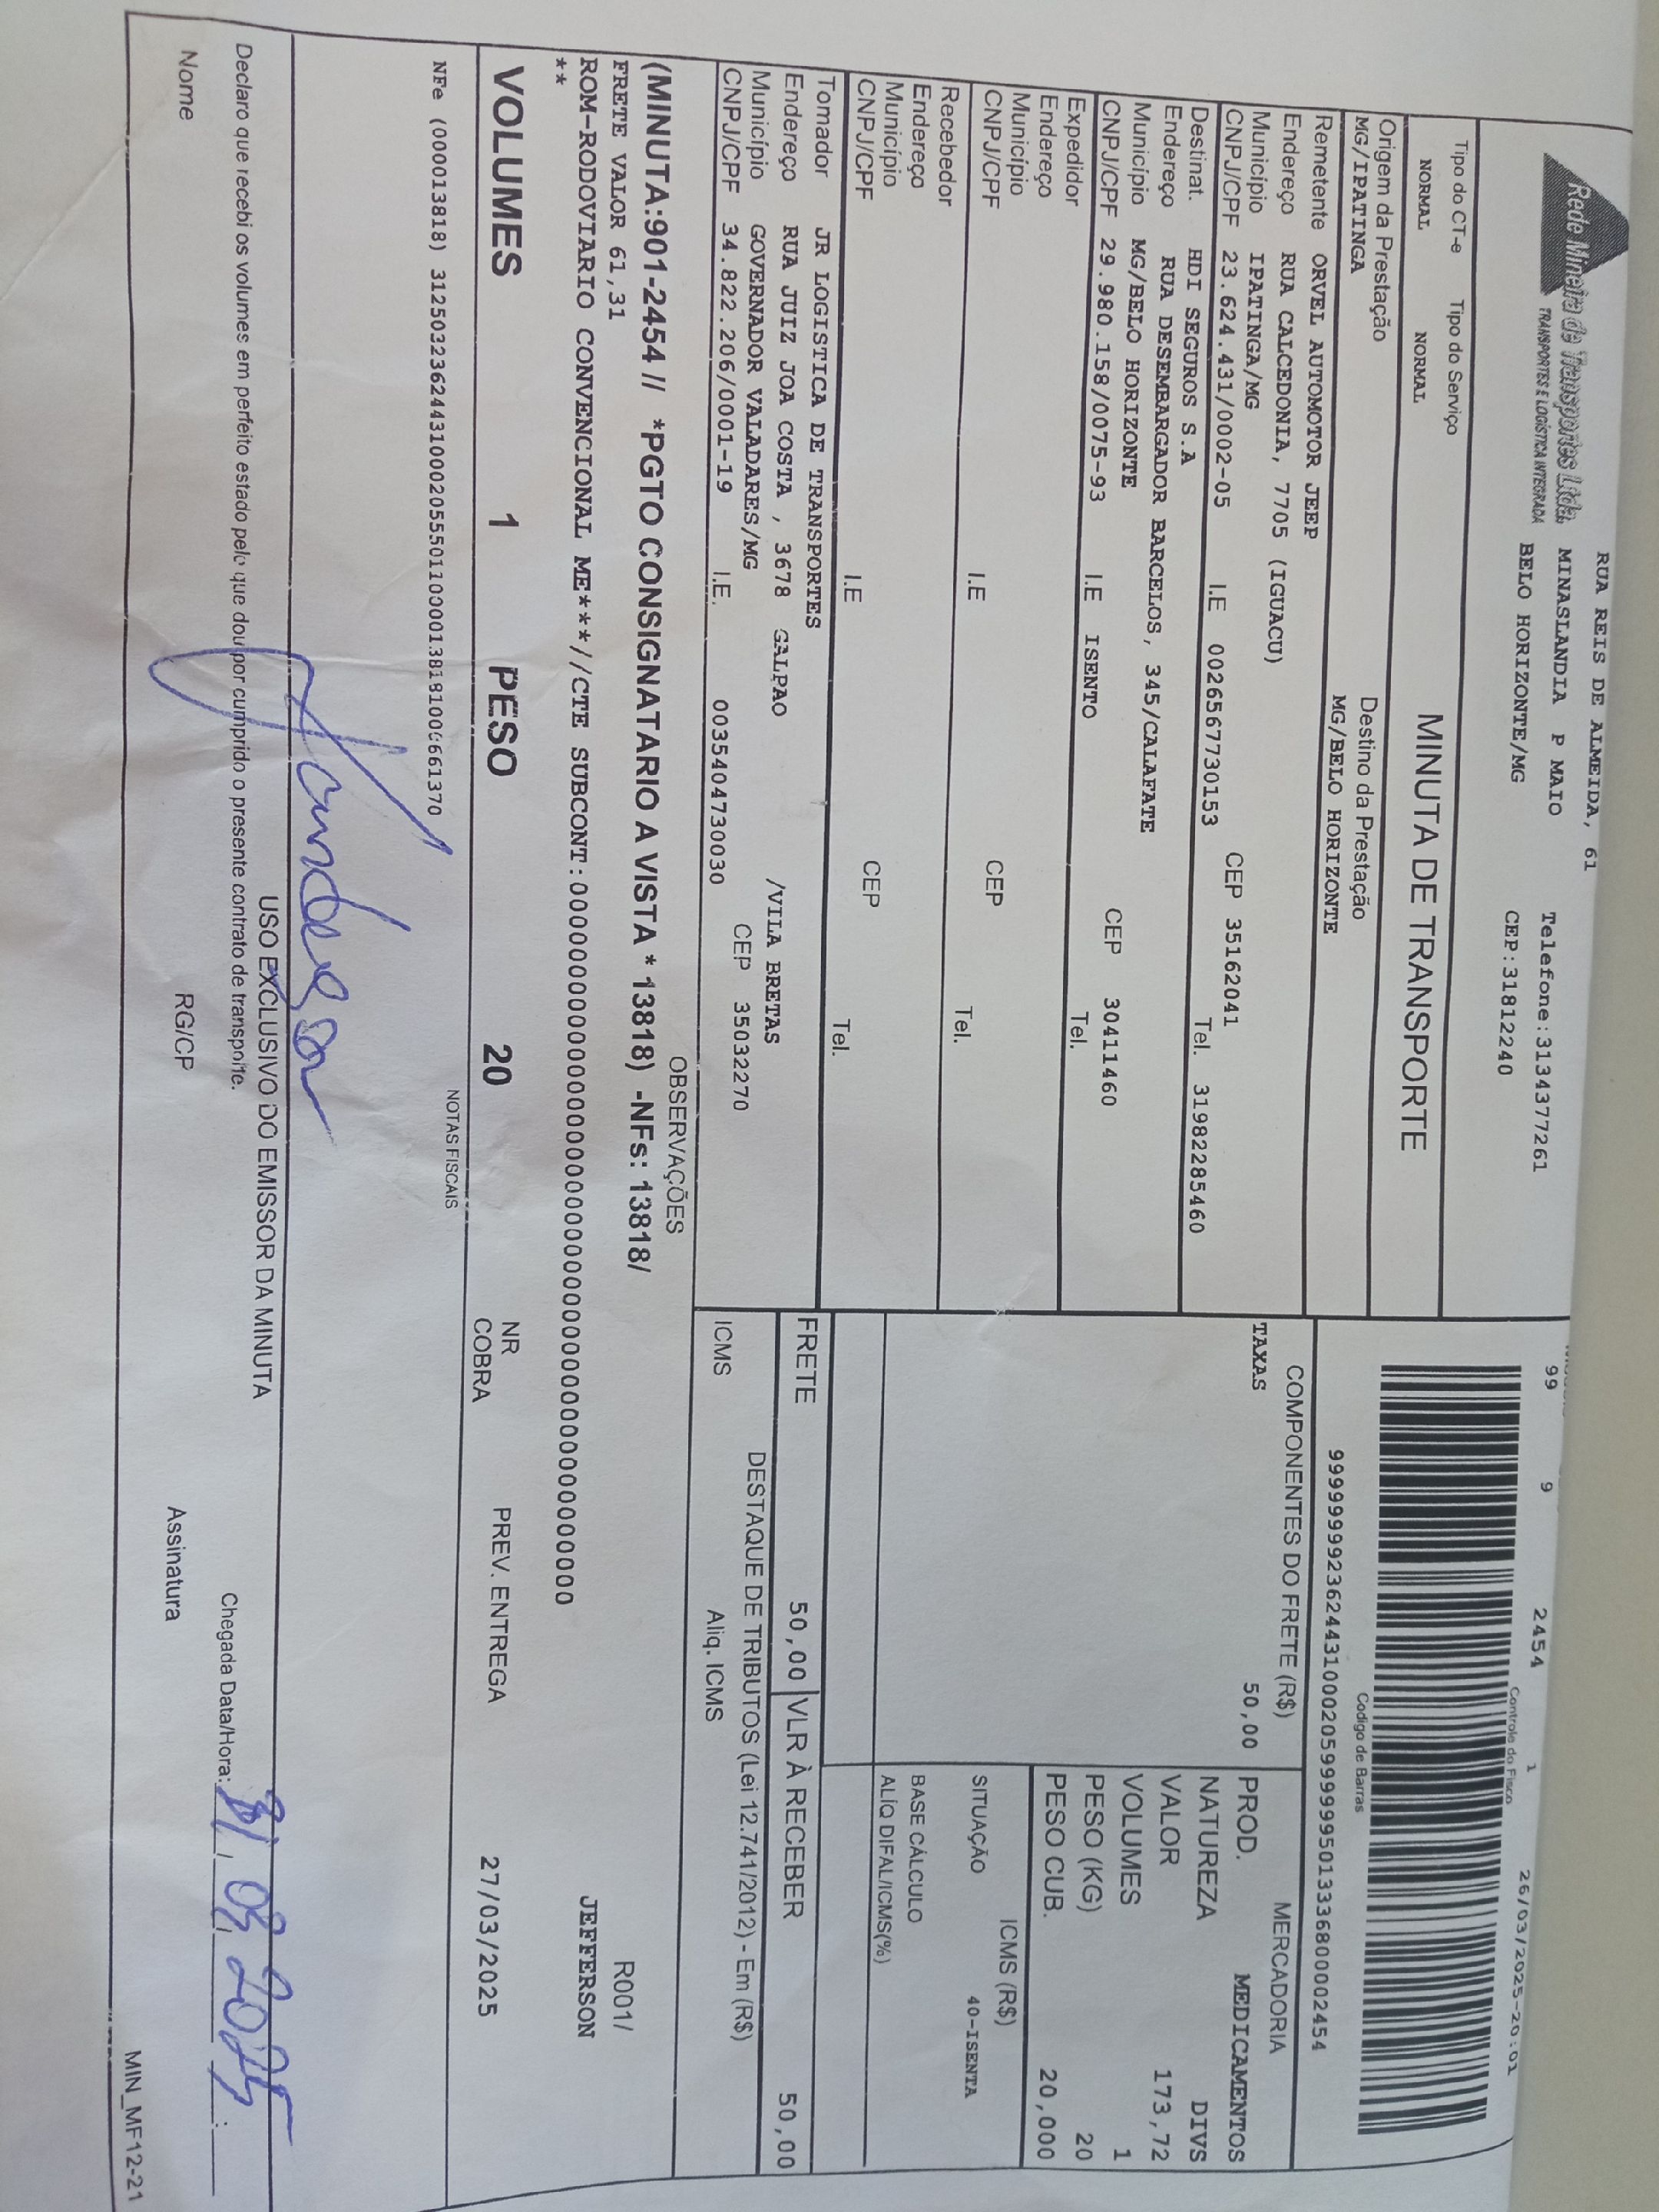 Rede Mineira de Transportes Ltda.
TRANSPORTES E LOGÍSTICA INTEGRADA
RUA REIS DE ALMEIDA, 61
MINASLANDIA P MAIO
BELO HORIZONTE/MG
Telefone:3134377261
CEP:31812240
99 9 2454 1 26/03/2025-20:01
Controle do Fisco
Tipo do CT-e Tipo do Serviço
NORMAL NORMAL
MINUTA DE TRANSPORTE
Codigo de Barras
Origem da Prestação Destino da Prestação
MG/IPATINGA MG/BELO HORIZONTE
Remetente ORVEL AUTOMOTOR JEEP
Endereço RUA CALCEDONIA, 7705 (IGUACU)
Município IPATINGA/MG CEP 35162041
CNPJ/CPF 23.624.431/0002-05 I.E 0026567730153 Tel. 31982285460
Destinat. HDI SEGUROS S.A
Endereço RUA DESEMBARGADOR BARCELOS, 345/CALAFATE
Município MG/BELO HORIZONTE CEP 30411460
CNPJ/CPF 29.980.158/0075-93 I.E ISENTO Tel.
Expedidor
Endereço
Município CEP
CNPJ/CPF I.E Tel.
Recebedor
Endereço
Município CEP
CNPJ/CPF I.E Tel.
Tomador JR LOGISTICA DE TRANSPORTES
Endereço RUA JUIZ JOA COSTA , 3678 GALPAO /VILA BRETAS
Município GOVERNADOR VALADARES/MG CEP 35032270
CNPJ/CPF 34.822.206/0001-19 I.E. 0035404730030
COMPONENTES DO FRETE (R$)
TAXAS 50,00
MERCADORIA
PROD. MEDICAMENTOS
NATUREZA DIVS
VALOR 173,72
VOLUMES 1
PESO (KG) 20
PESO CUB. 20,000
ICMS (R$)
SITUAÇÃO 40-ISENTA
BASE CÁLCULO
ALÍQ DIFAL/ICMS(%)
FRETE 50,00 VLR À RECEBER 50,00
DESTAQUE DE TRIBUTOS (Lei 12.741/2012) - Em (R$)
ICMS Aliq. ICMS
OBSERVAÇÕES
(MINUTA:901-2454 // *PGTO CONSIGNATARIO A VISTA * 13818) -NFs: 13818/
FRETE VALOR 61,31
R001/
ROM-RODOVIARIO CONVENCIONAL ME****//CTE SUBCONT:
JEFFERSON
**
VOLUMES 1 PESO 20 NR COBRA PREV. ENTREGA 27/03/2025
NOTAS FISCAIS
NFe (000013818)
USO EXCLUSIVO DO EMISSOR DA MINUTA
Declaro que recebi os volumes em perfeito estado pelo que dou por cumprido o presente contrato de transporte.
Chegada Data/Hora: 2025
Nome RG/CP Assinatura
MIN_MF12-21